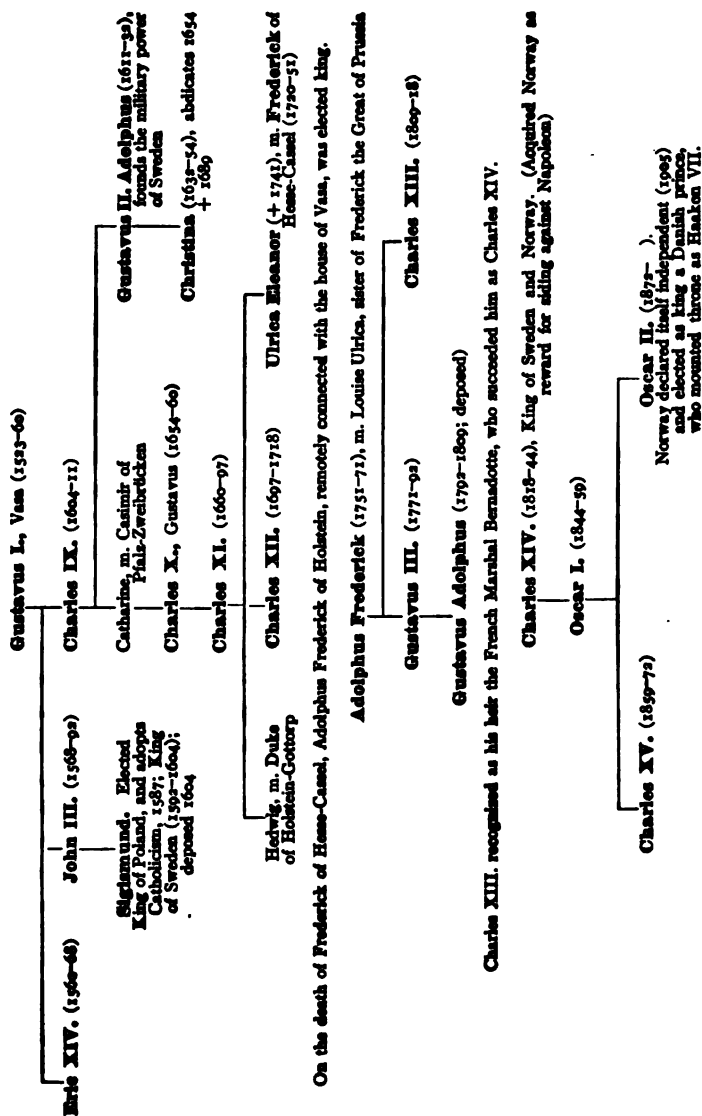 Gustavus I., Vasa (1523–60)
Eric XIV. (1560–68)
John III. (1568–92)
Charles IX. (1604–11)
Sigismund. Elected
King of Poland, and adopts
Catholicism, 1587; King
of Sweden (1592–1604);
deposed 1604
Catharine, m. Casimir of
Pfalz-Zweibrücken
Gustavus II. Adolphus (1611–32),
founds the military power
of Sweden
Charles X., Gustavus (1654–60)
Christina (1632–54), abdicates 1654
+ 1689
Charles XI. (1660–97)
Hedwig, m. Duke
of Holstein-Gottorp
Charles XII. (1697–1718)
Ulrica Eleanor (+ 1741), m. Frederick of
Hesse-Cassel (1720–51)
On the death of Frederick of Hesse-Cassel, Adolphus Frederick of Holstein, remotely connected with the house of Vasa, was elected king.
Adolphus Frederick (1751–71), m. Louise Ulrica, sister of Frederick the Great of Prussia
Gustavus III. (1771–92)
Charles XIII. (1809–18)
Gustavus Adolphus (1792–1809; deposed)
Charles XIII. recognized as his heir the French Marshal Bernadotte, who succeeded him as Charles XIV.
Charles XIV. (1818–44), King of Sweden and Norway. (Acquired Norway as
reward for siding against Napoleon)
Oscar I. (1844–59)
Charles XV. (1859–72)
Oscar II. (1872– ).
Norway declared itself independent (1905)
and elected as king a Danish prince,
who mounted throne as Haakon VII.